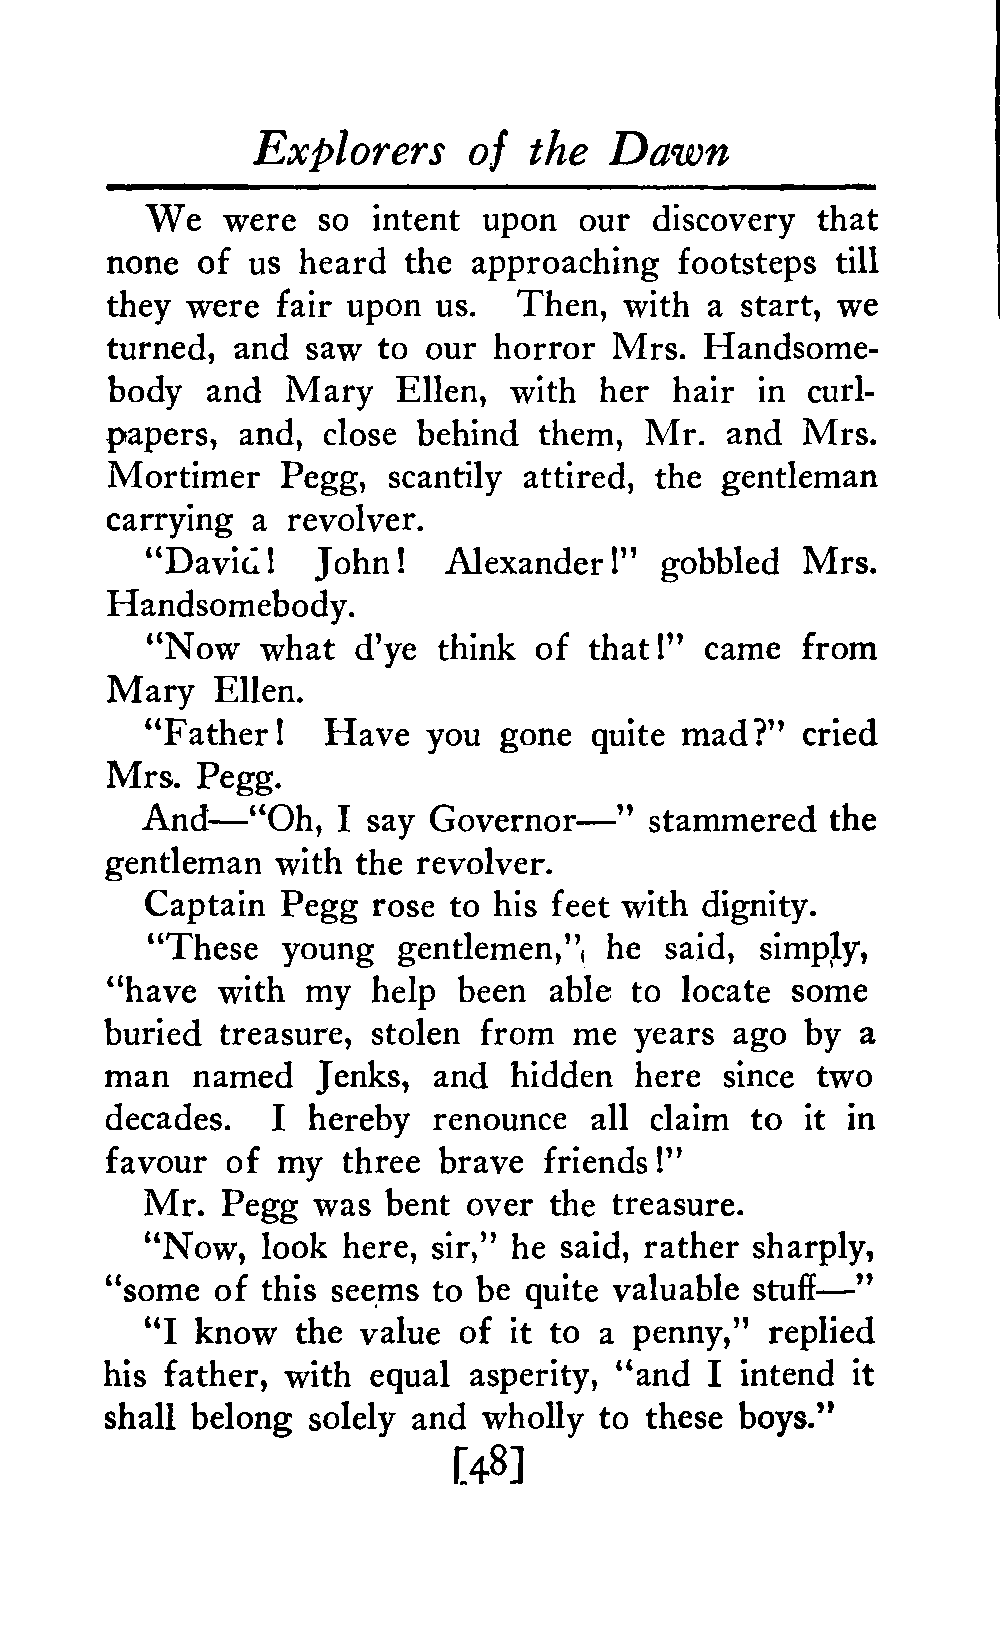 Explorers of the Dawn
We were so intent upon our discovery that
none of us heard the approaching footsteps till
they were fair upon us. Then, with a start, we
turned, and saw to our horror Mrs. Handsome-
body and Mary Ellen, with her hair in curl-
papers, and, close behind them, Mr. and Mrs.
Mortimer Pegg, scantily attired, the gentleman
carrying a revolver.
"David! John! Alexander!" gobbled Mrs.
Handsomebody.
"Now what d'ye think of that!" came from
Mary Ellen.
"Father! Have you gone quite mad?" cried
Mrs. Pegg.
And—"Oh, I say Governor—" stammered the
gentleman with the revolver.
Captain Pegg rose to his feet with dignity.
"These young gentlemen," he said, simply,
"have with my help been able to locate some
buried treasure, stolen from me years ago by a
man named Jenks, and hidden here since two
decades. I hereby renounce all claim to it in
favour of my three brave friends!"
Mr. Pegg was bent over the treasure.
"Now, look here, sir," he said, rather sharply,
"some of this seems to be quite valuable stuff—"
"I know the value of it to a penny," replied
his father, with equal asperity, "and I intend it
shall belong solely and wholly to these boys."
[48]